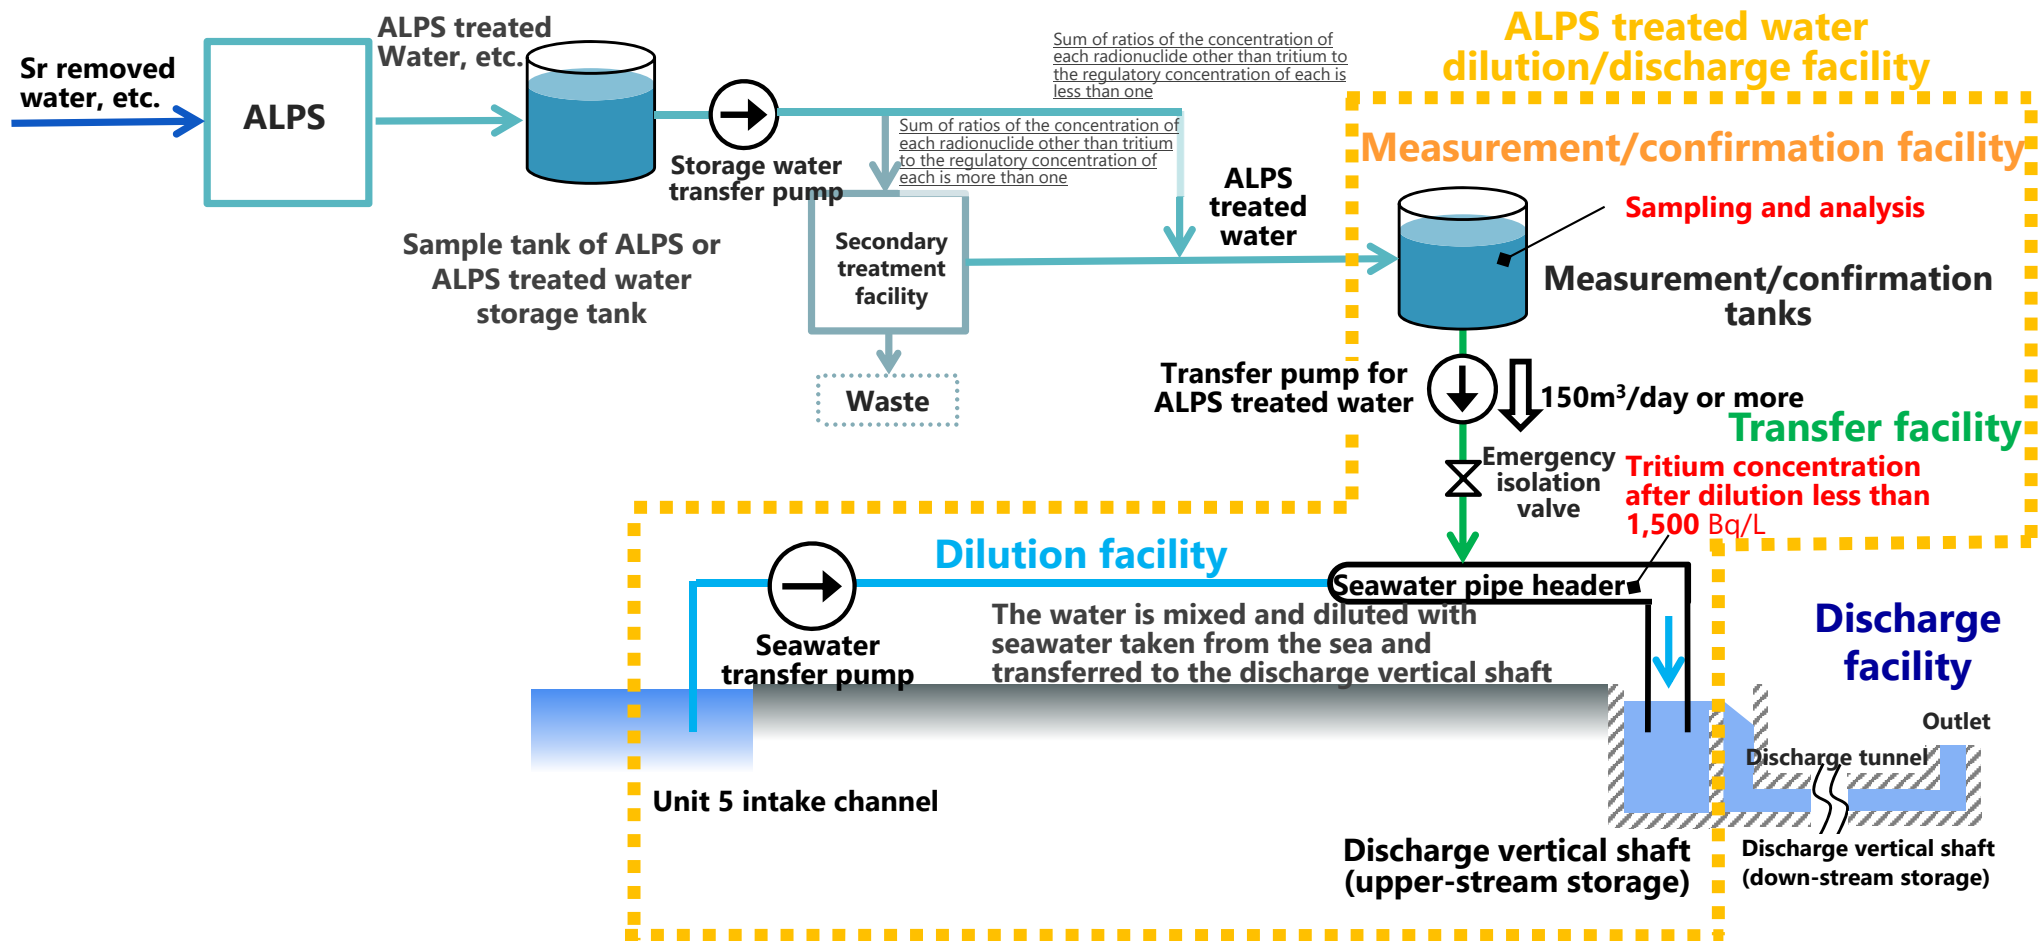 Sr removed
water, etc.
ALPS
ALPS treated
Water, etc.
Sample tank of ALPS or
ALPS treated water
storage tank
Storage water
transfer pump
Sum of ratios of the concentration of
each radionuclide other than tritium to
the regulatory concentration of each is
less than one
Sum of ratios of the concentration of
each radionuclide other than tritium
to the regulatory concentration of
each is more than one
Secondary
treatment
facility
Waste
ALPS
treated
water
ALPS treated water
dilution/discharge facility
Measurement/confirmation facility
Sampling and analysis
Measurement/confirmation
tanks
Transfer pump for
ALPS treated water
150m³/day or more
Transfer facility
Emergency
isolation
valve
Tritium concentration
after dilution less than
1,500 Bq/L
Dilution facility
Seawater pipe header
Seawater
transfer pump
The water is mixed and diluted with
seawater taken from the sea and
transferred to the discharge vertical shaft
Discharge
facility
Outlet
Discharge tunnel
Unit 5 intake channel
Discharge vertical shaft
(upper-stream storage)
Discharge vertical shaft
(down-stream storage)